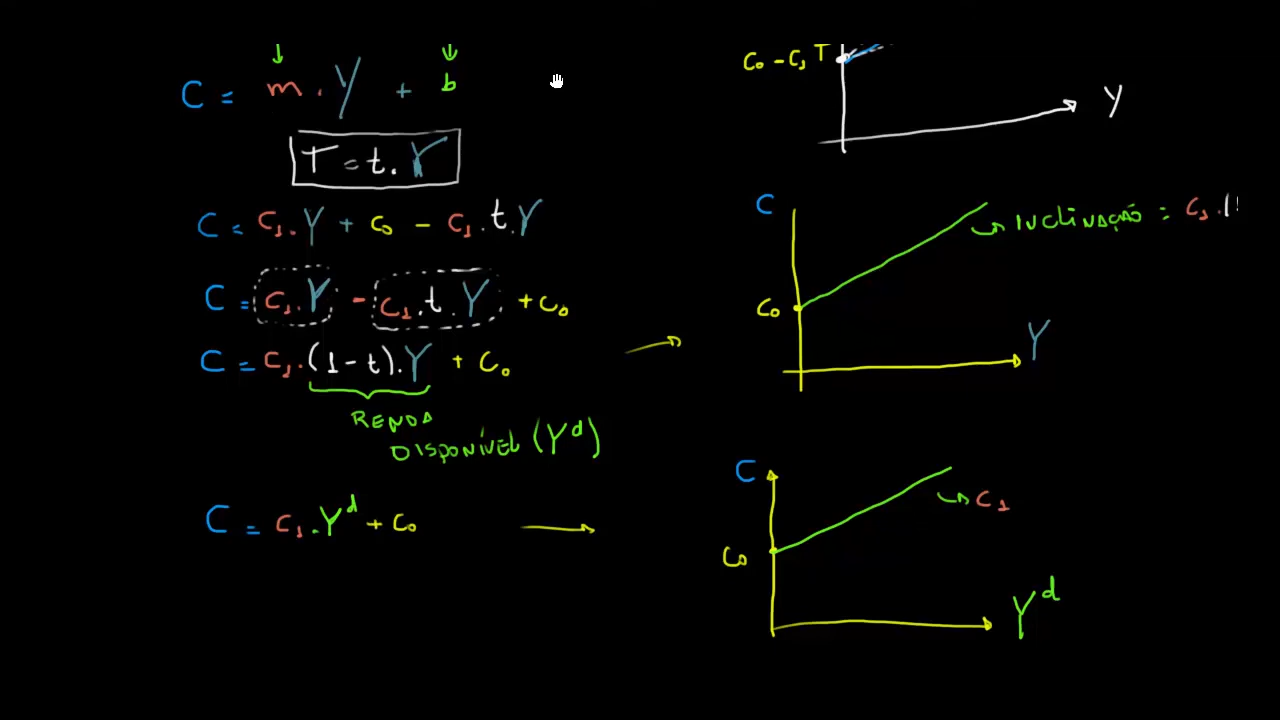 C = m . Y + b
T = t . Y
C = C₁ . Y + C₀ - C₁ . t . Y
C = C₁ . Y - C₁ . t . Y + C₀
C = C₁ . (1 - t) . Y + C₀
RENDA
DISPONÍVEL (Yᵈ)
C = C₁ . Yᵈ + C₀
C₀ - C₁ T
Y
C
INCLINAÇÃO = C₁ . (
C₀
Y
C
C₁
C₀
Yᵈ